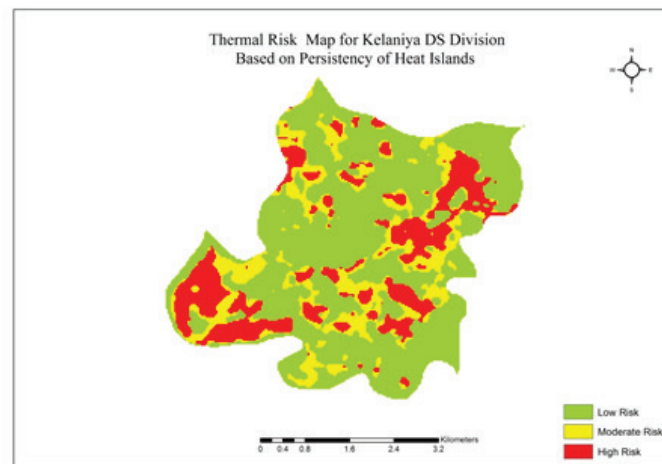 Thermal Risk Map for Kelaniya DS Division
Based on Persistency of Heat Islands
N
W E
S
Low Risk
Moderate Risk
High Risk
Kilometers
0 0.4 0.8 1.6 2.4 3.2